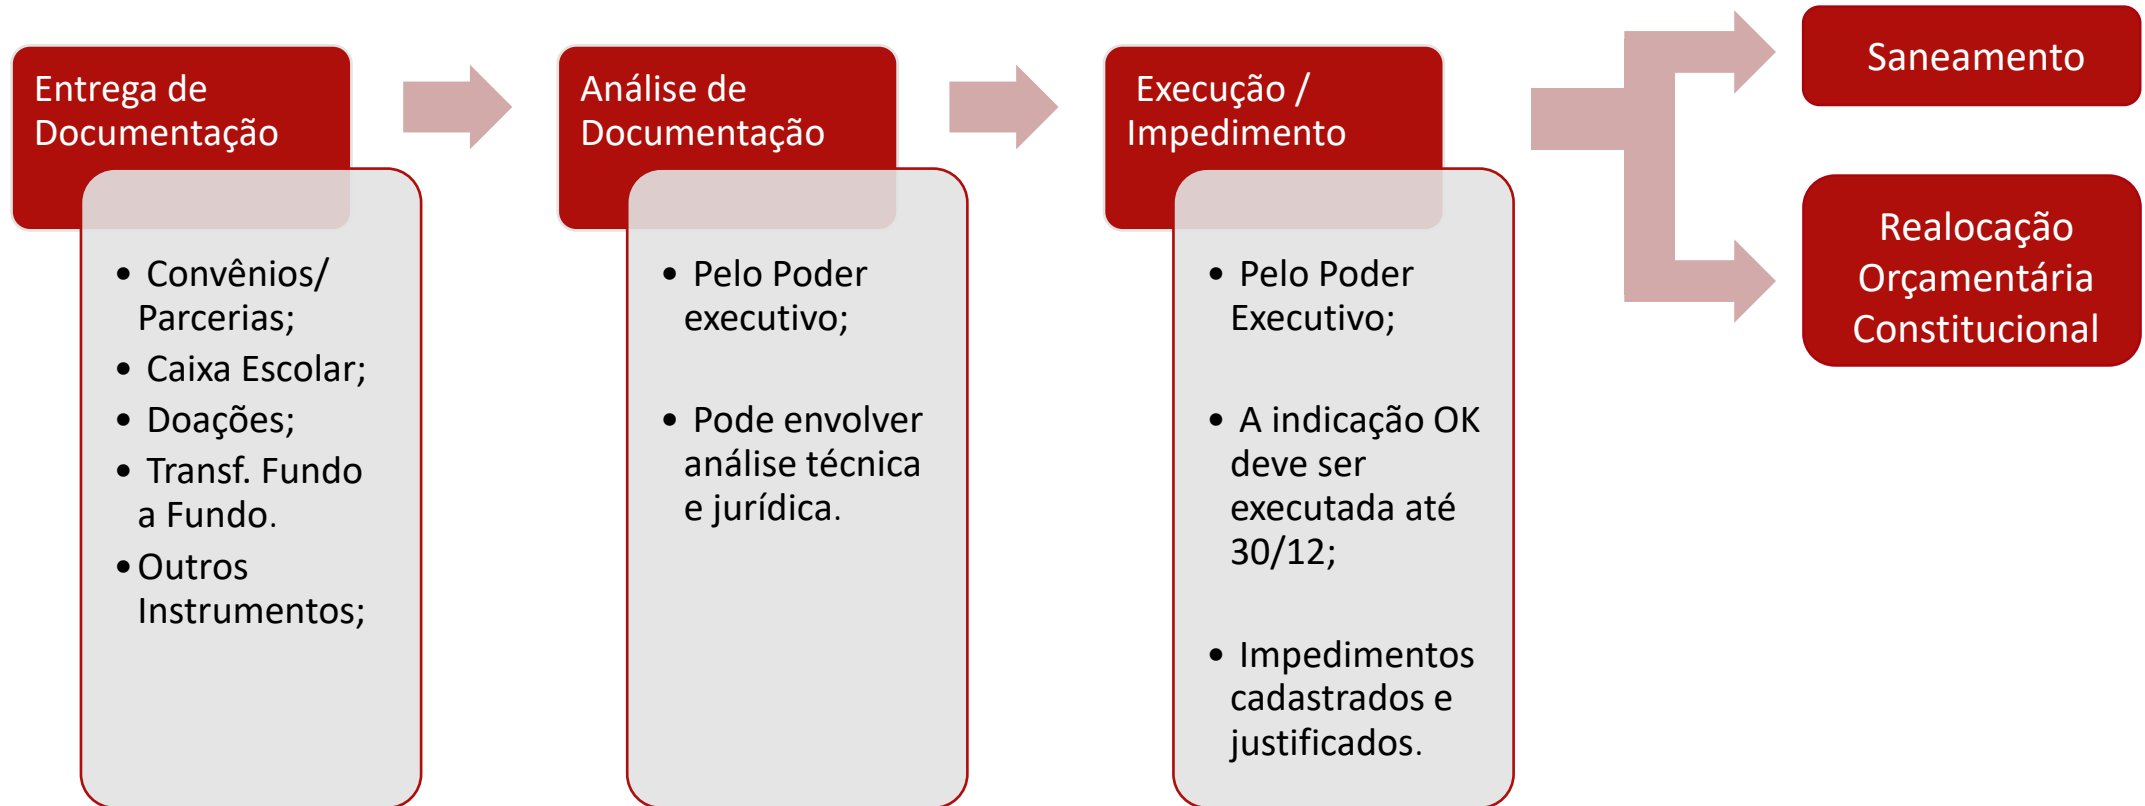 Entrega de
Documentação
• Convênios/
Parcerias;
• Caixa Escolar;
• Doações;
• Transf. Fundo
a Fundo.
• Outros
Instrumentos;
Análise de
Documentação
• Pelo Poder
executivo;
• Pode envolver
análise técnica
e jurídica.
Execução /
Impedimento
• Pelo Poder
Executivo;
• A indicação OK
deve ser
executada até
30/12;
• Impedimentos
cadastrados e
justificados.
Saneamento
Realocação
Orçamentária
Constitucional